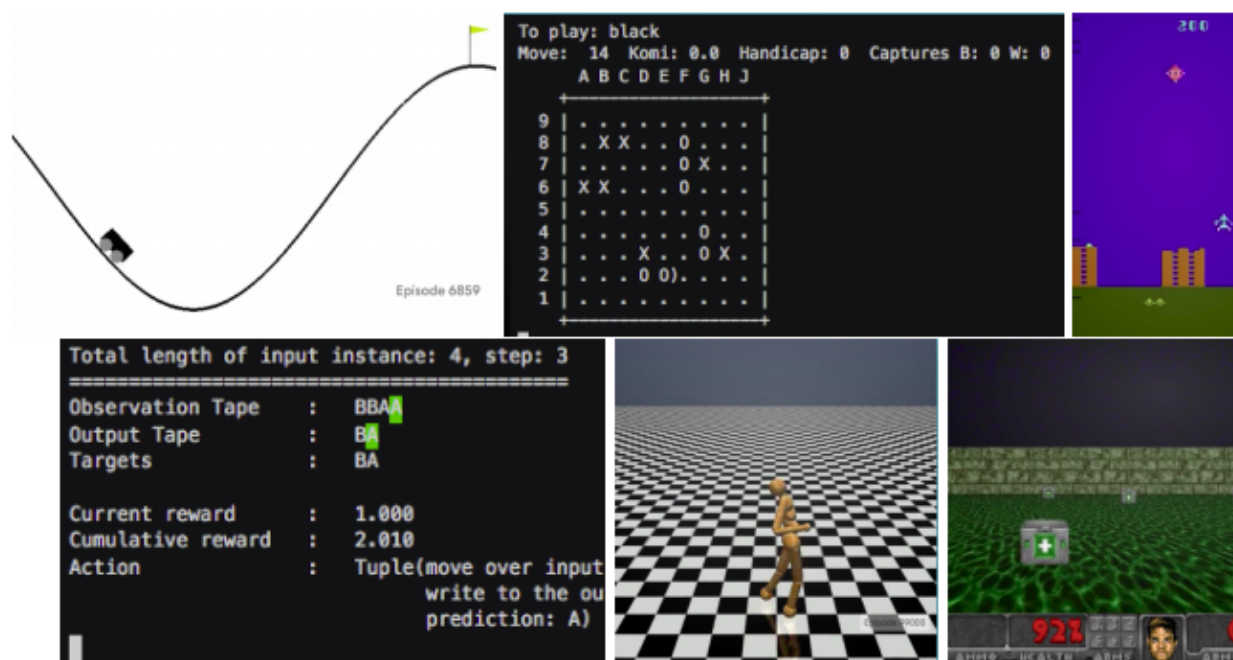 Episode 6859
To play: black
Move:  14  Komi: 0.0  Handicap: 0  Captures B: 0 W: 0
A B C D E F G H J
+-------------------+
9 | . . . . . . . . . |
8 | . X X . . O . . . |
7 | . . . . . O X . . |
6 | X X . . . O . . . |
5 | . . . . . . . . . |
4 | . . . . . . O . . |
3 | . . . X . . O X . |
2 | . . . O O). . . . |
1 | . . . . . . . . . |
+-------------------+
200
Total length of input instance: 4, step: 3
==========================================
Observation Tape    :   BBAA
Output Tape         :   BA
Targets             :   BA
Current reward      :   1.000
Cumulative reward   :   2.010
Action              :   Tuple(move over input
write to the ou
prediction: A)
92%
AMMO HEALTH ARMS